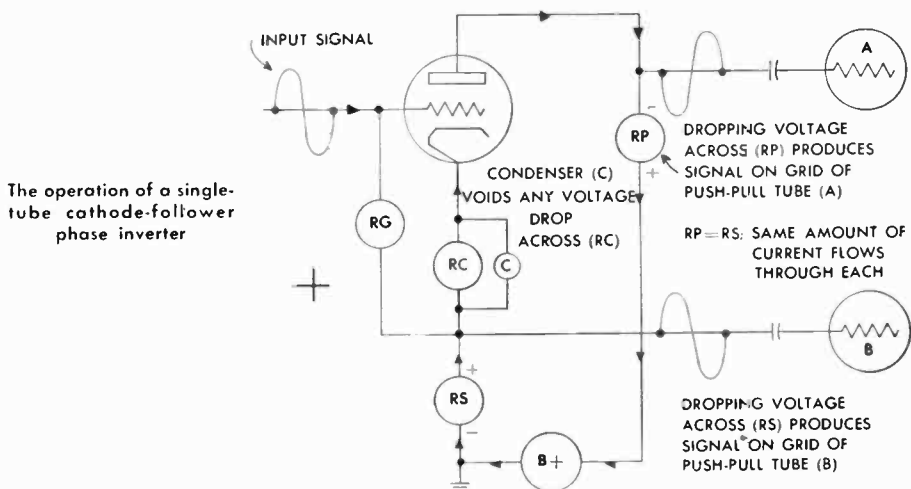 INPUT SIGNAL
A
RP
DROPPING VOLTAGE
ACROSS (RP) PRODUCES
SIGNAL ON GRID OF
PUSH-PULL TUBE (A)
CONDENSER (C)
VOIDS ANY VOLTAGE
DROP
ACROSS (RC)
The operation of a single-
tube cathode-follower
phase inverter
RG
RC
C
RP=RS; SAME AMOUNT OF
CURRENT FLOWS
THROUGH EACH
B
RS
DROPPING VOLTAGE
ACROSS (RS) PRODUCES
SIGNAL ON GRID OF
PUSH-PULL TUBE (B)
B+